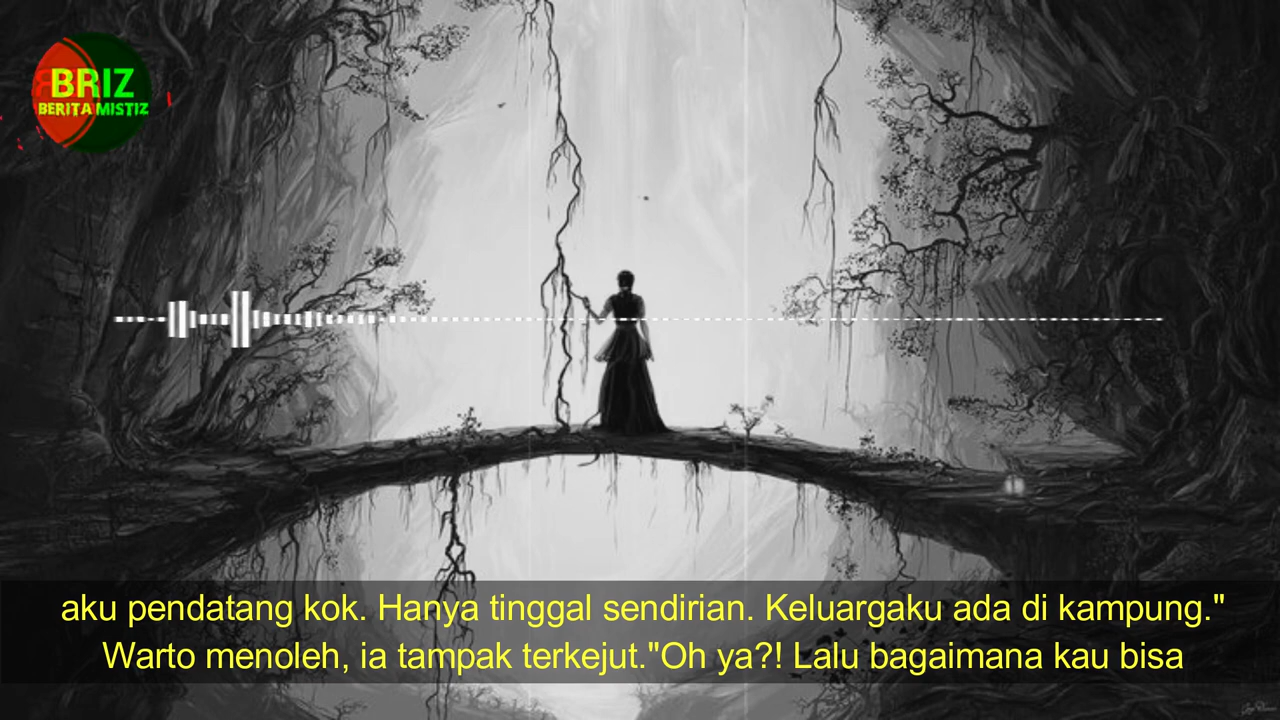 BRIZ
BERITA MISTIZ
aku pendatang kok. Hanya tinggal sendirian. Keluargaku ada di kampung."
Warto menoleh, ia tampak terkejut."Oh ya?! Lalu bagaimana kau bisa